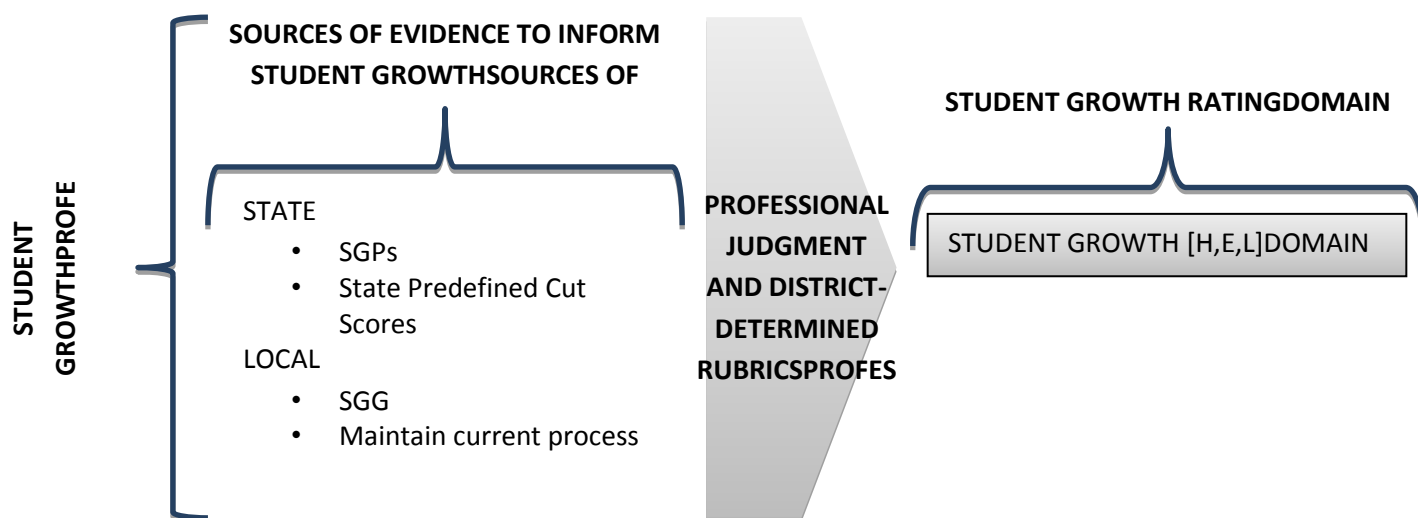 SOURCES OF EVIDENCE TO INFORM
STUDENT GROWTHSOURCES OF
STUDENT
GROWTHPROFE
STATE
• SGPs
• State Predefined Cut
Scores
LOCAL
• SGG
• Maintain current process
PROFESSIONAL
JUDGMENT
AND DISTRICT-
DETERMINED
RUBRICSPROFES
STUDENT GROWTH RATINGDOMAIN
STUDENT GROWTH [H,E,L]DOMAIN